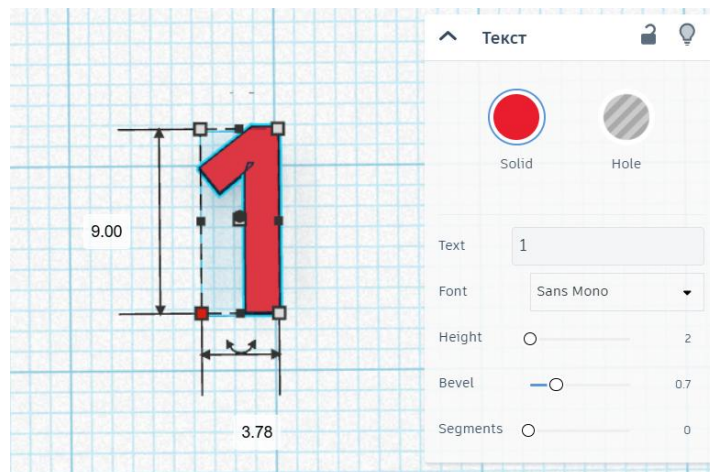 Текст
Solid
Hole
Text 1
Font Sans Mono
Height 2
Bevel 0.7
Segments 0
1
9.00
3.78